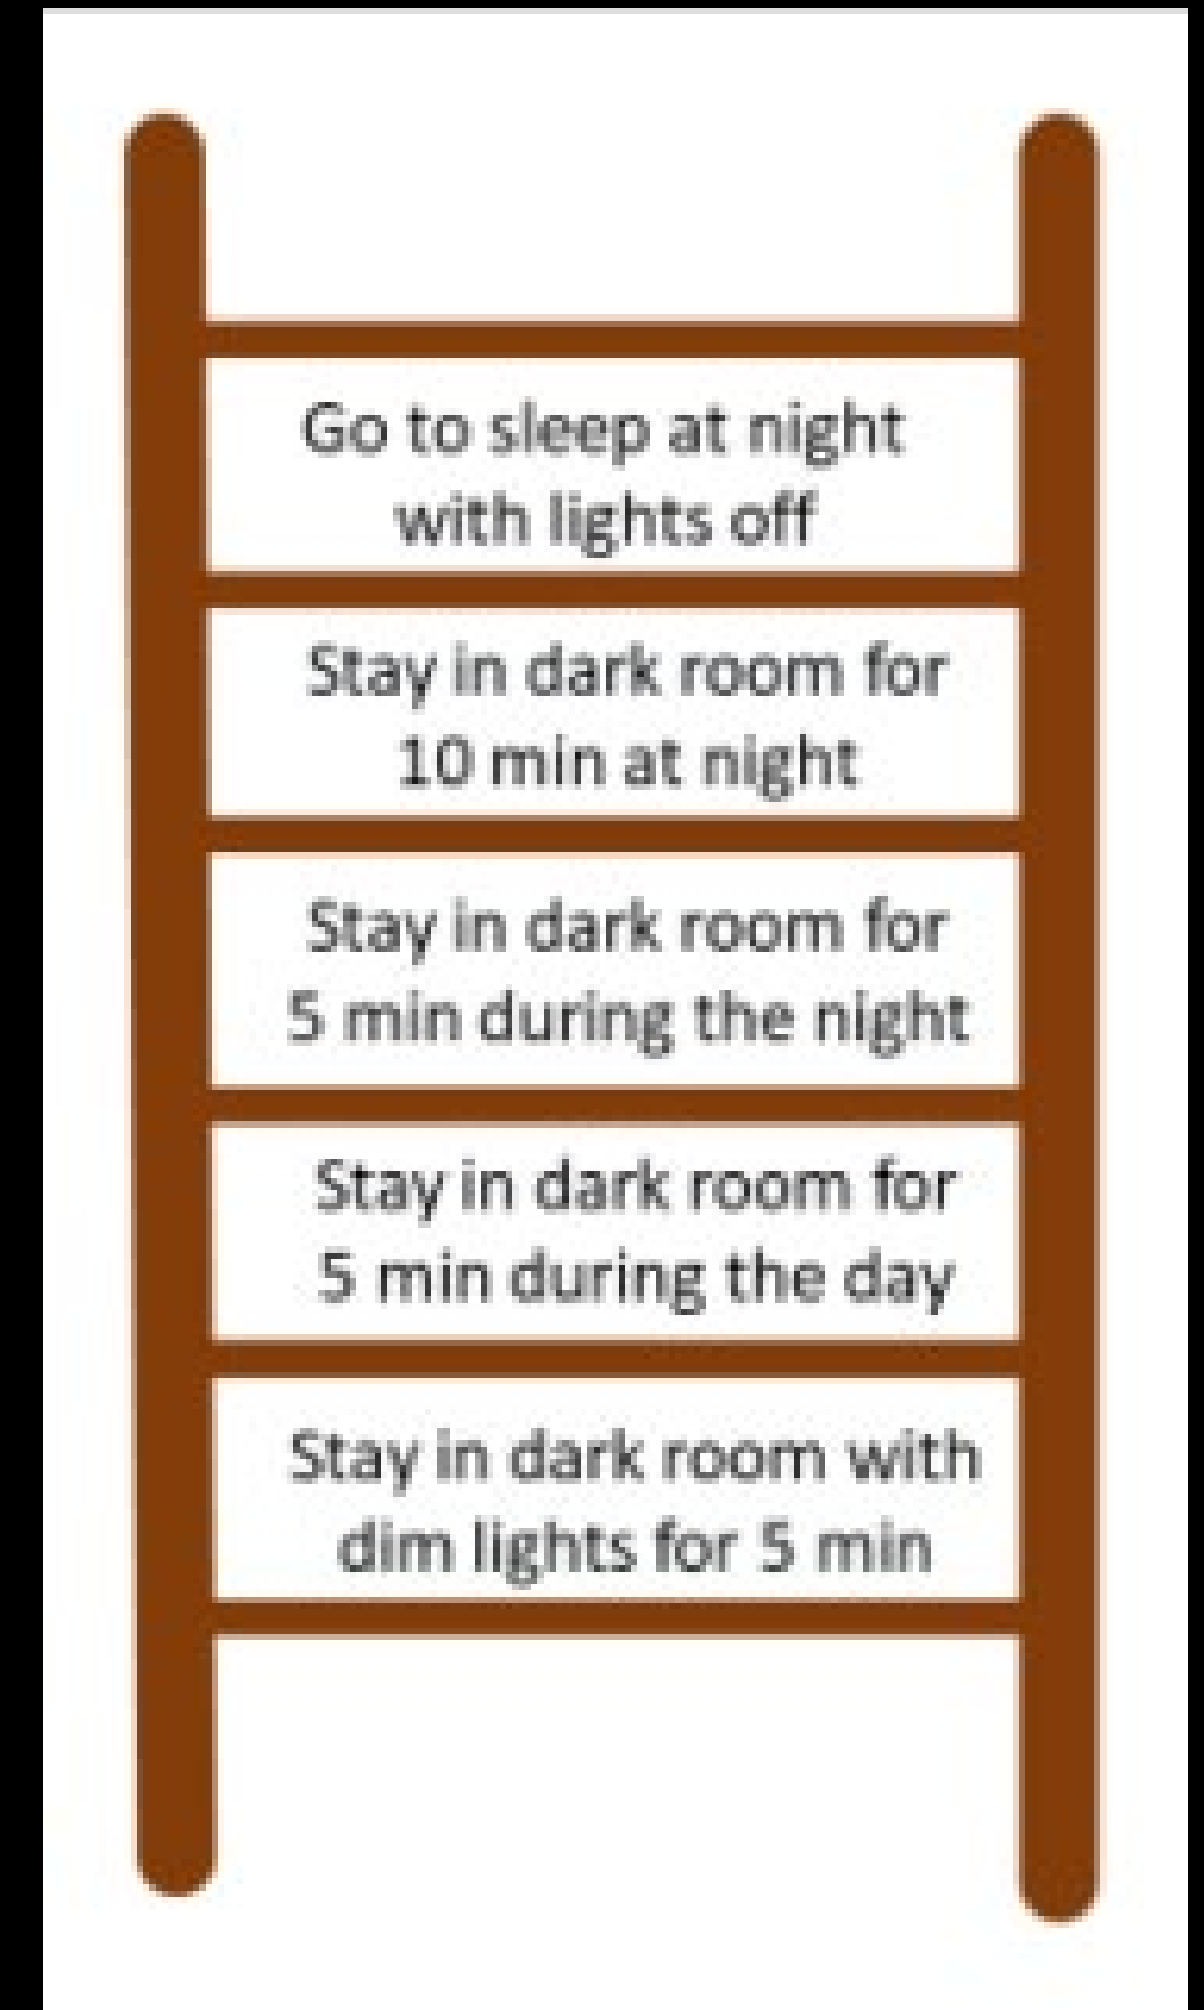 Go to sleep at night
with lights off
Stay in dark room for
10 min at night
Stay in dark room for
5 min during the night
Stay in dark room for
5 min during the day
Stay in dark room with
dim lights for 5 min